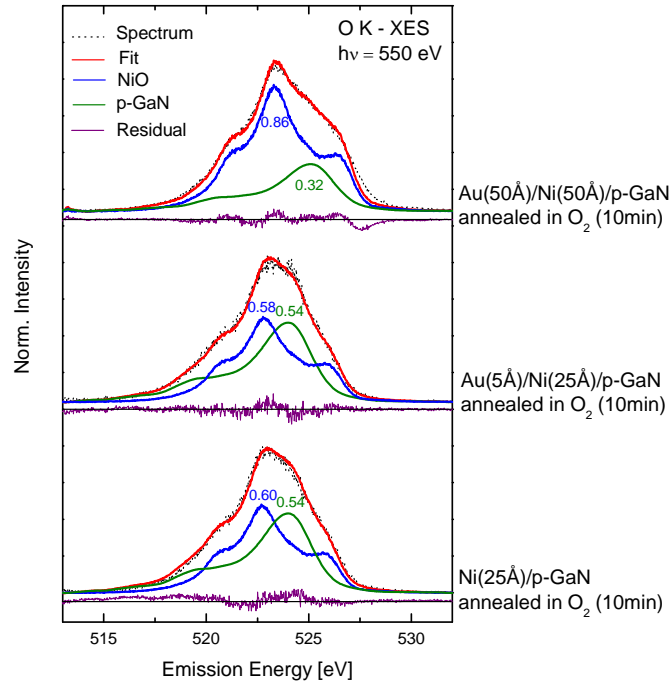 Spectrum
Fit
NiO
p-GaN
Residual
O K - XES
hν = 550 eV
0.86
0.32
Au(50Å)/Ni(50Å)/p-GaN
annealed in O₂ (10min)
0.58
0.54
Au(5Å)/Ni(25Å)/p-GaN
annealed in O₂ (10min)
0.60
0.54
Ni(25Å)/p-GaN
annealed in O₂ (10min)
Norm. Intensity
515 520 525 530
Emission Energy [eV]